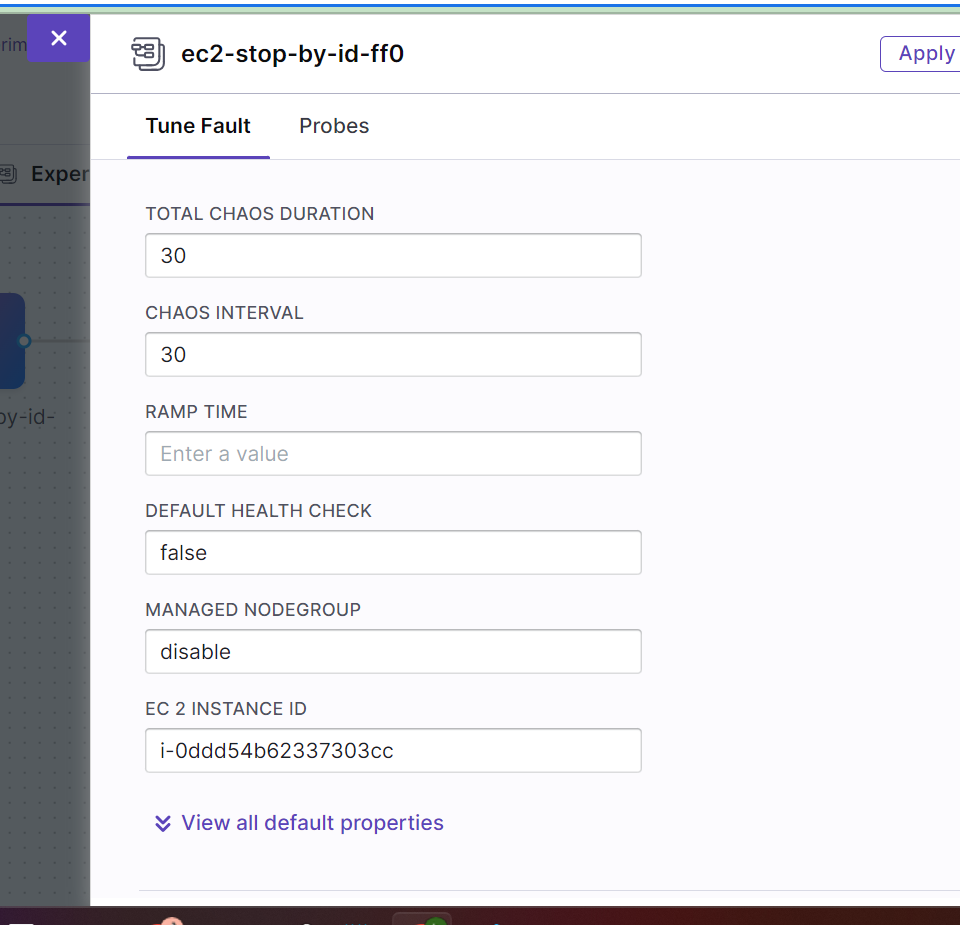 rim
ec2-stop-by-id-ff0
Apply
Tune Fault
Probes
Exper
TOTAL CHAOS DURATION
30
CHAOS INTERVAL
30
by-id-
RAMP TIME
Enter a value
DEFAULT HEALTH CHECK
false
MANAGED NODEGROUP
disable
EC 2 INSTANCE ID
i-0ddd54b62337303cc
View all default properties